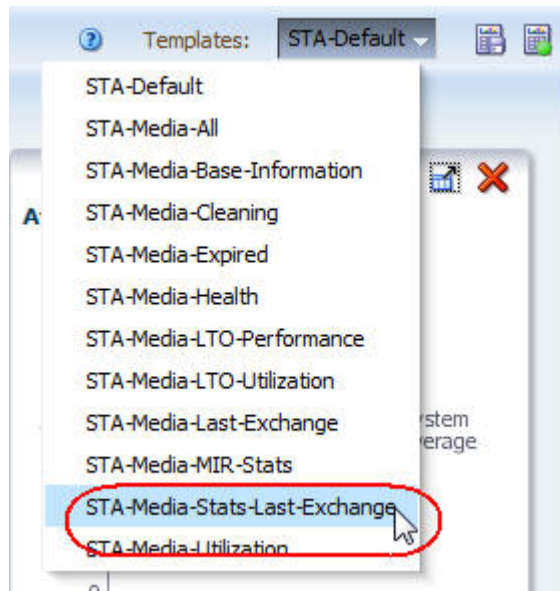 Templates: STA-Default
STA-Default
STA-Media-All
STA-Media-Base-Information
STA-Media-Cleaning
STA-Media-Expired
STA-Media-Health
STA-Media-LTO-Performance
STA-Media-LTO-Utilization
STA-Media-Last-Exchange
STA-Media-MIR-Stats
STA-Media-Stats-Last-Exchange
STA-Media-Utilization